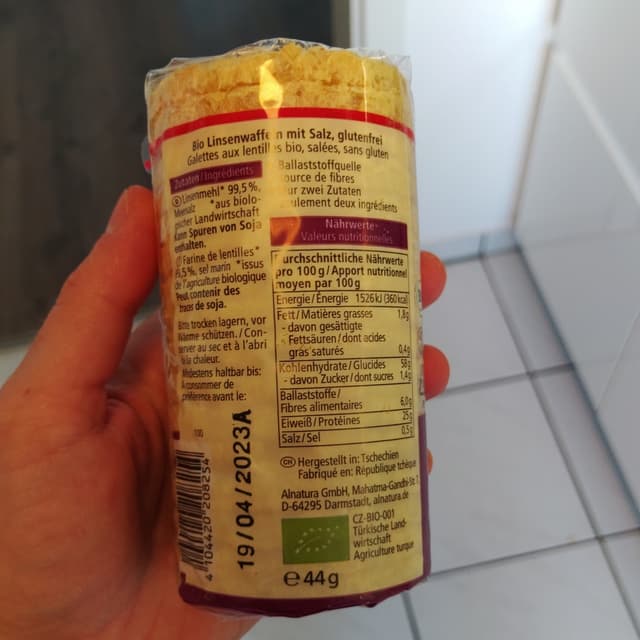 Bio Linsenwaffeln mit Salz, glutenfrei
Galettes aux lentilles bio, salées, sans gluten
Zutaten/Ingrédients
Linsenmehl* 99,5%,
Meersalz *aus biolo-
gischer Landwirtschaft
Kann Spuren von Soja
enthalten.
Farine de lentilles*
99,5%, sel marin *issus
de l'agriculture biologique
Peut contenir des
traces de soja.
Bitte trocken lagern, vor
Wärme schützen./Con-
server au sec et à l'abri
de la chaleur.
Mindestens haltbar bis:
À consommer de
préférence avant le:
19/04/2023A
4 104420 208254
Ballaststoffquelle
Source de fibres
nur zwei Zutaten
seulement deux ingrédients
Nährwerte
Valeurs nutritionnelles
Durchschnittliche Nährwerte
pro 100g/Apport nutritionnel
moyen par 100g
Energie/Énergie 1526kJ (360kcal)
Fett/Matières grasses 1,8g
- davon gesättigte
Fettsäuren/dont acides
gras saturés 0,4g
Kohlenhydrate/Glucides 58g
- davon Zucker/dont sucres 1,4g
Ballaststoffe/
Fibres alimentaires 6,0g
Eiweiß/Protéines 25g
Salz/Sel 0,5g
CH Hergestellt in: Tschechien
Fabriqué en: République tchèque
Alnatura GmbH, Mahatma-Gandhi-Str.
D-64295 Darmstadt, alnatura.de
CZ-BIO-001
Türkische Land-
wirtschaft
Agriculture turque
e 44g